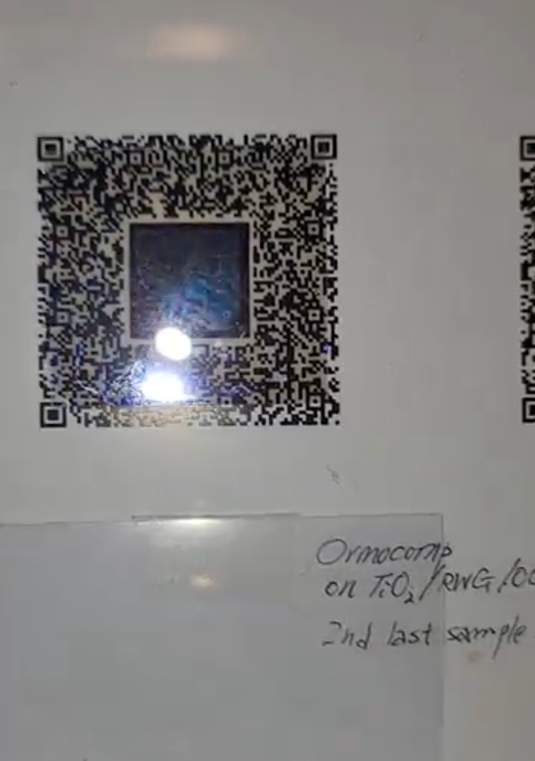 Ormocomp
on TiO₂/RWG/
2nd last sample